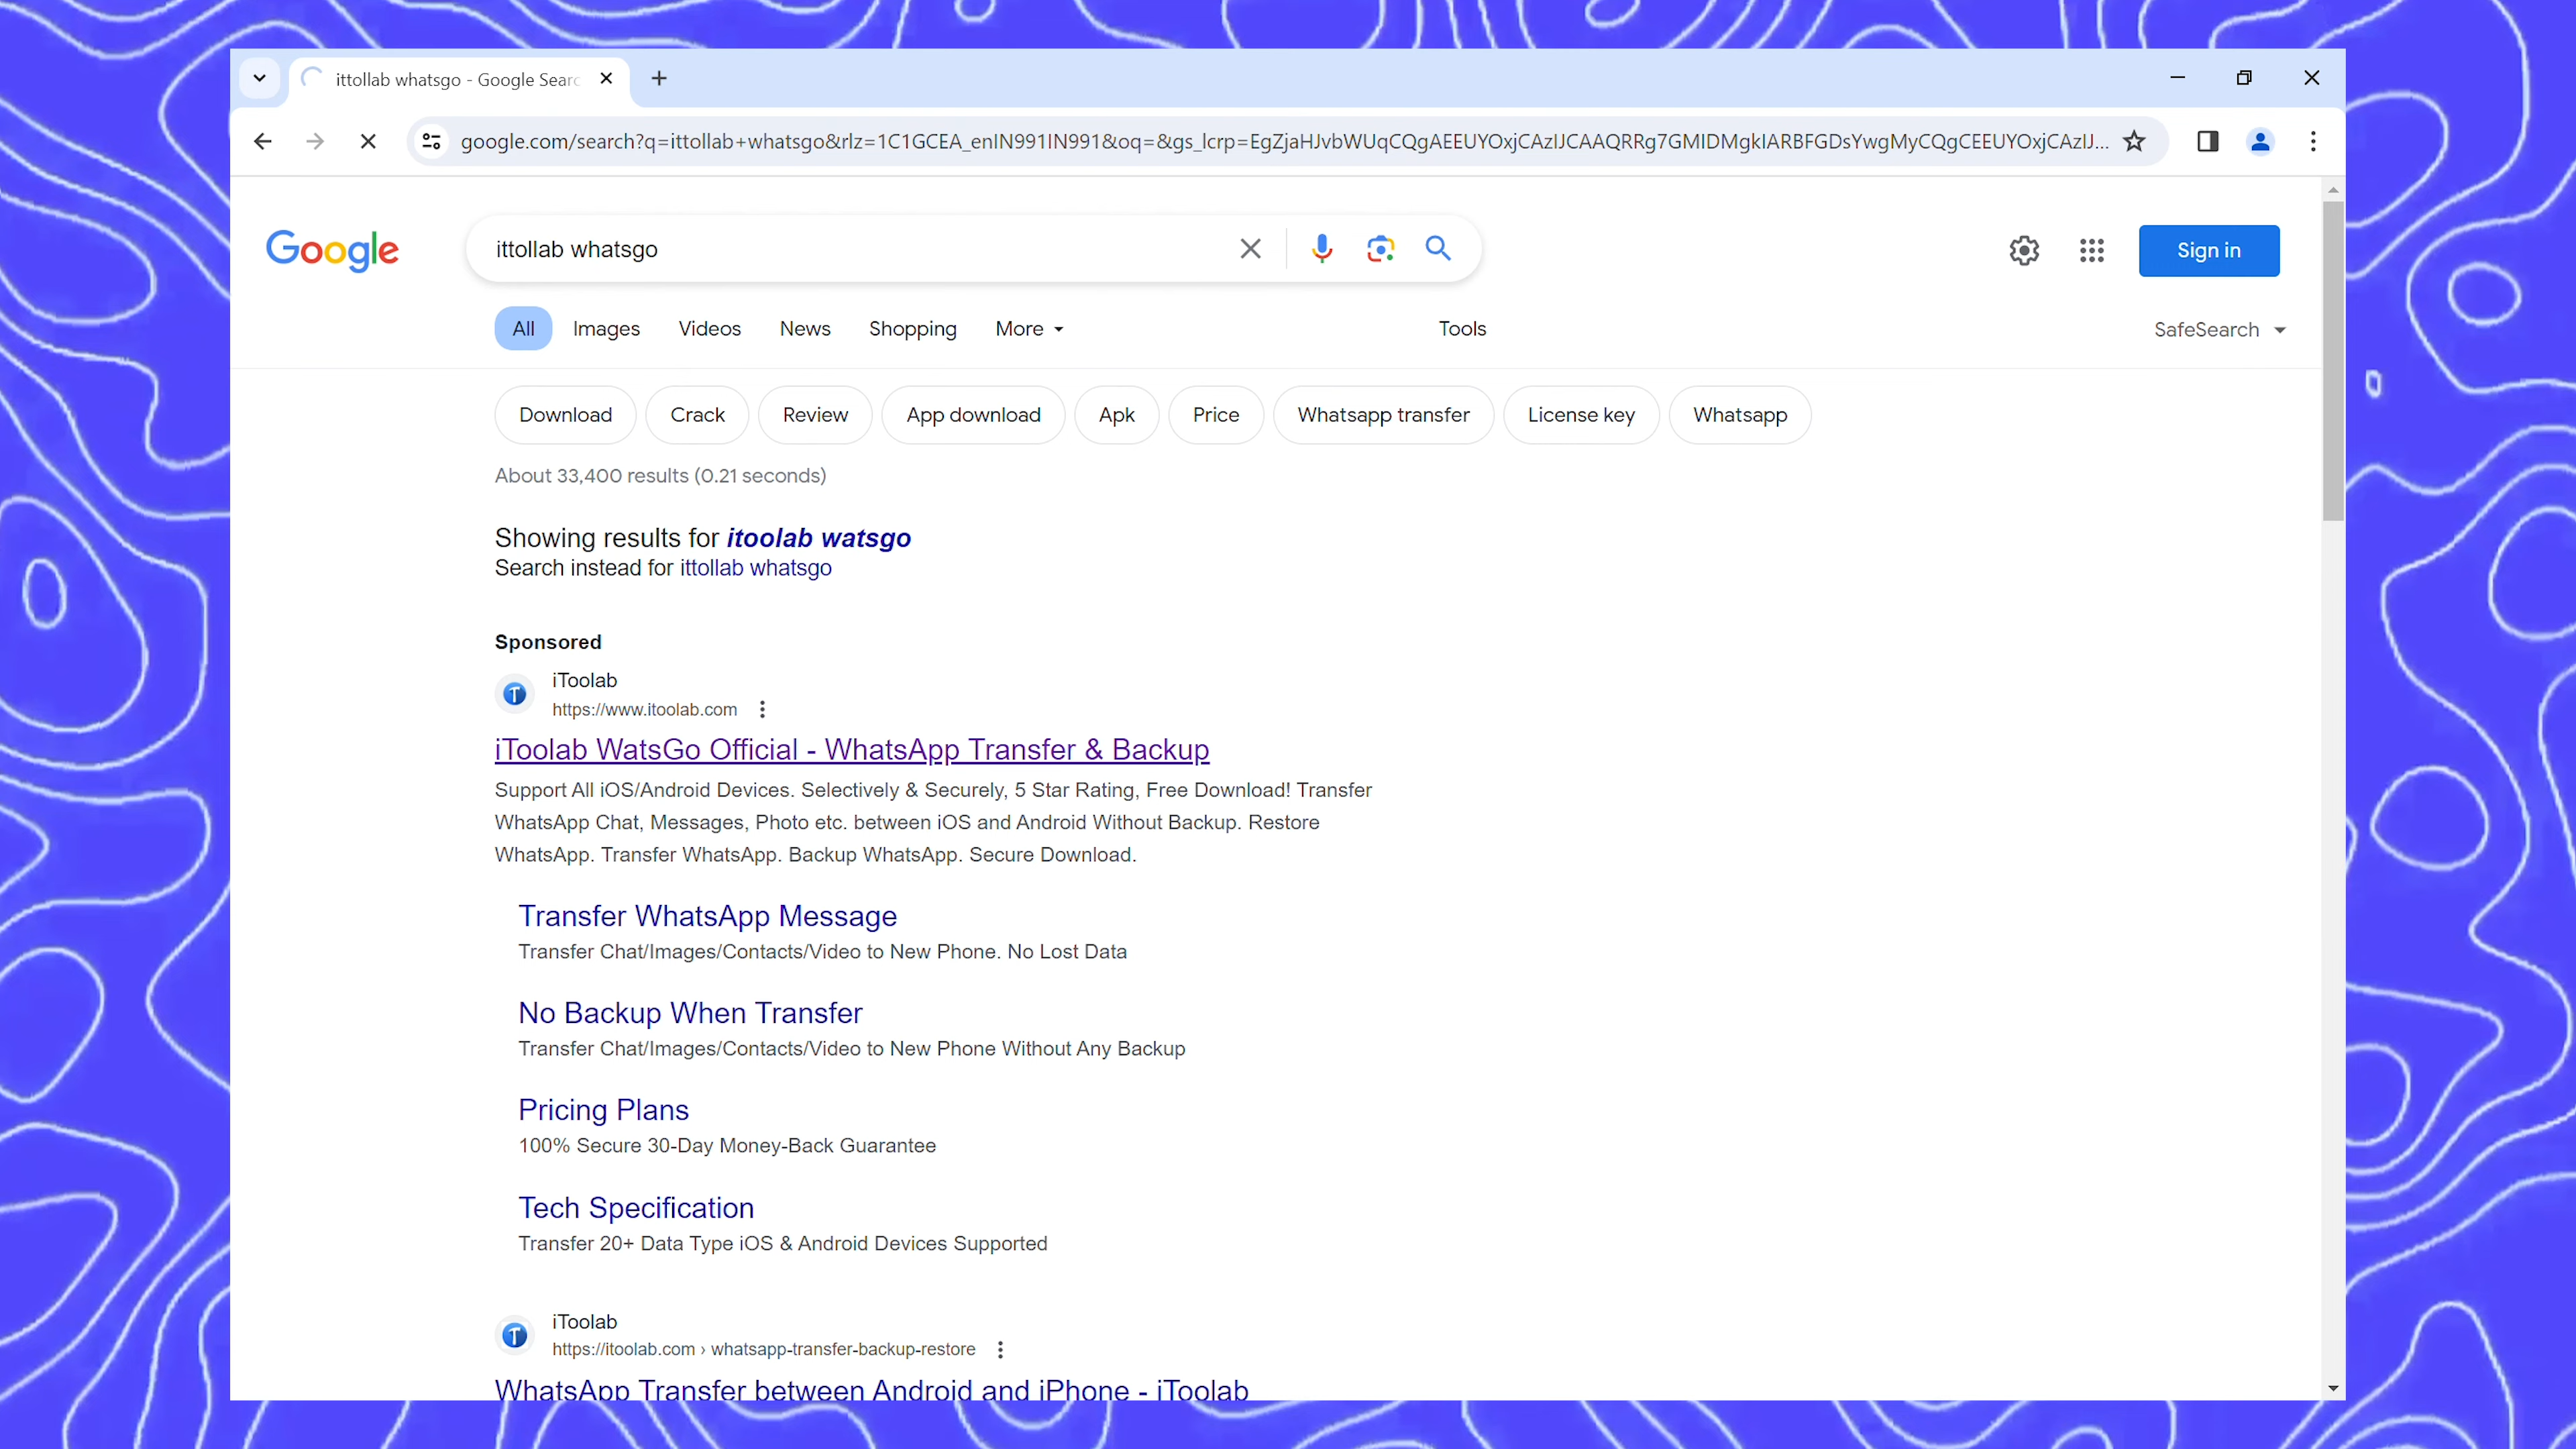 ittollab whatsgo - Google Searc
google.com/search?q=ittollab+whatsgo&rlz=1C1GCEA_enIN991IN991&oq=&gs_lcrp=EgZjaHJvbWUqCQgAEEUYOxjCAzIJCAAQRRg7GMIDMgkIARBFGDsYwgMyCQgCEEUYOxjCAzIJ...
Google
ittollab whatsgo
Sign in
All Images Videos News Shopping More Tools SafeSearch
Download Crack Review App download Apk Price Whatsapp transfer License key Whatsapp
About 33,400 results (0.21 seconds)
Showing results for itoolab watsgo
Search instead for ittollab whatsgo
Sponsored
iToolab
https://www.itoolab.com
iToolab WatsGo Official - WhatsApp Transfer & Backup
Support All iOS/Android Devices. Selectively & Securely, 5 Star Rating, Free Download! Transfer
WhatsApp Chat, Messages, Photo etc. between iOS and Android Without Backup. Restore
WhatsApp. Transfer WhatsApp. Backup WhatsApp. Secure Download.
Transfer WhatsApp Message
Transfer Chat/Images/Contacts/Video to New Phone. No Lost Data
No Backup When Transfer
Transfer Chat/Images/Contacts/Video to New Phone Without Any Backup
Pricing Plans
100% Secure 30-Day Money-Back Guarantee
Tech Specification
Transfer 20+ Data Type iOS & Android Devices Supported
iToolab
https://itoolab.com › whatsapp-transfer-backup-restore
WhatsApp Transfer between Android and iPhone - iToolab